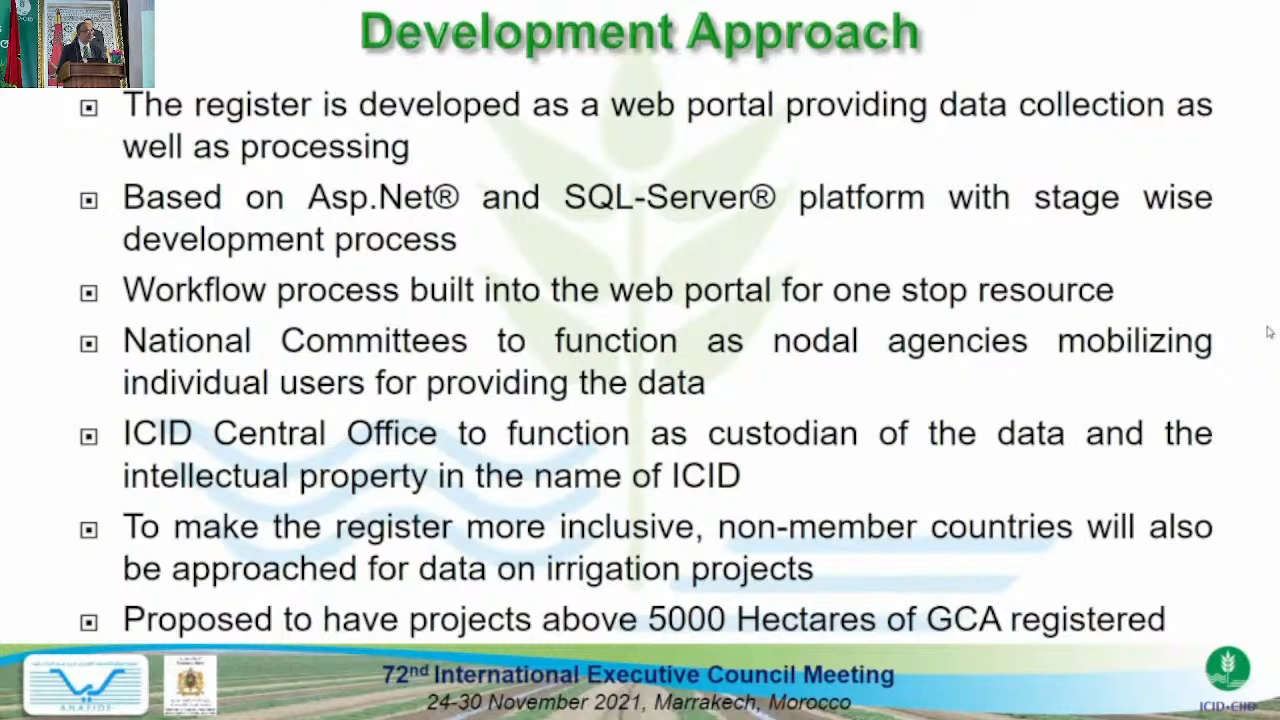 Development Approach
The register is developed as a web portal providing data collection as
well as processing
Based on Asp.Net® and SQL-Server® platform with stage wise
development process
Workflow process built into the web portal for one stop resource
National Committees to function as nodal agencies mobilizing
individual users for providing the data
ICID Central Office to function as custodian of the data and the
intellectual property in the name of ICID
To make the register more inclusive, non-member countries will also
be approached for data on irrigation projects
Proposed to have projects above 5000 Hectares of GCA registered
72nd International Executive Council Meeting
24-30 November 2021, Marrakech, Morocco
ANAFIDE
ICID•CIID